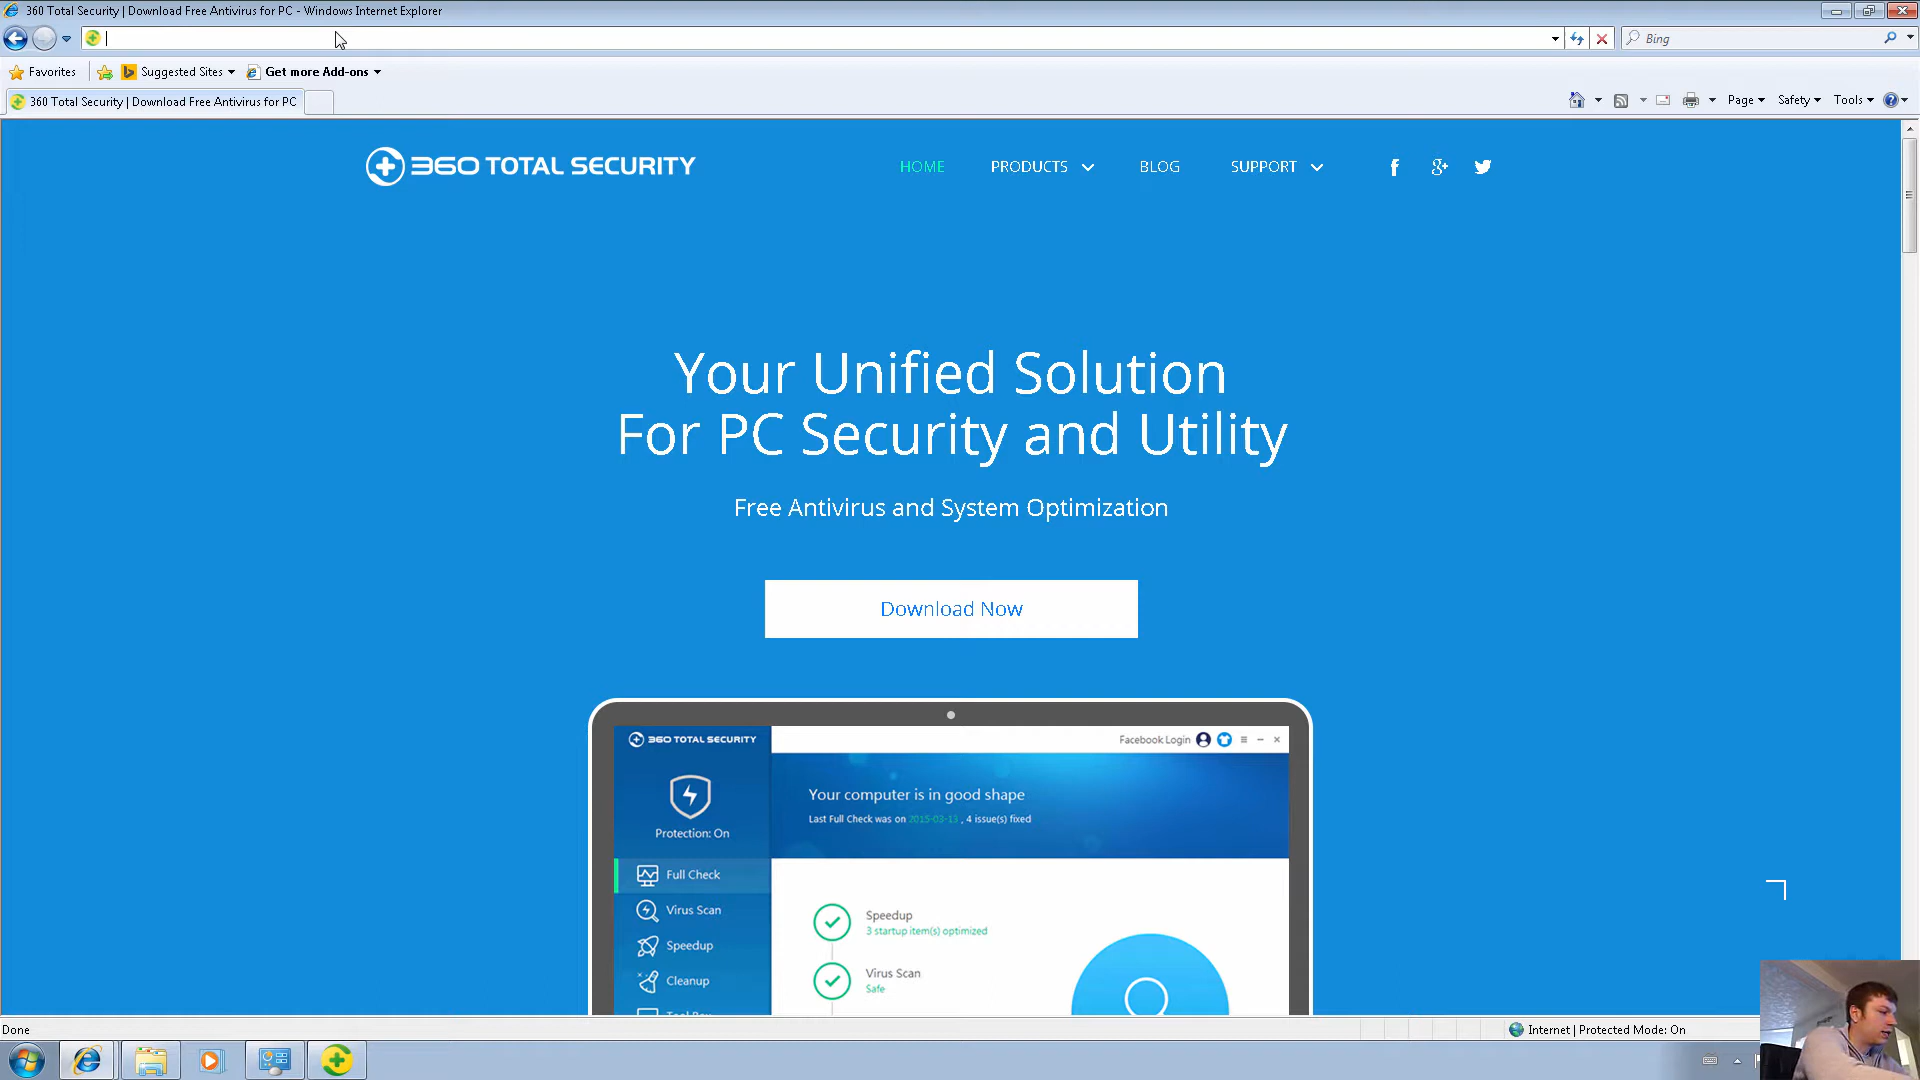 360 Total Security | Download Free Antivirus for PC - Windows Internet Explorer
Bing
Favorites Suggested Sites Get more Add-ons
360 Total Security | Download Free Antivirus for PC
Page Safety Tools
360 TOTAL SECURITY
HOME PRODUCTS BLOG SUPPORT
Your Unified Solution
For PC Security and Utility
Free Antivirus and System Optimization
Download Now
360 TOTAL SECURITY
Facebook Login
Your computer is in good shape
Last Full Check was on 2015-03-13 , 4 issue(s) fixed
Protection: On
Full Check
Virus Scan
Speedup
Cleanup
Speedup
3 startup item(s) optimized
Virus Scan
Safe
Done
Internet | Protected Mode: On